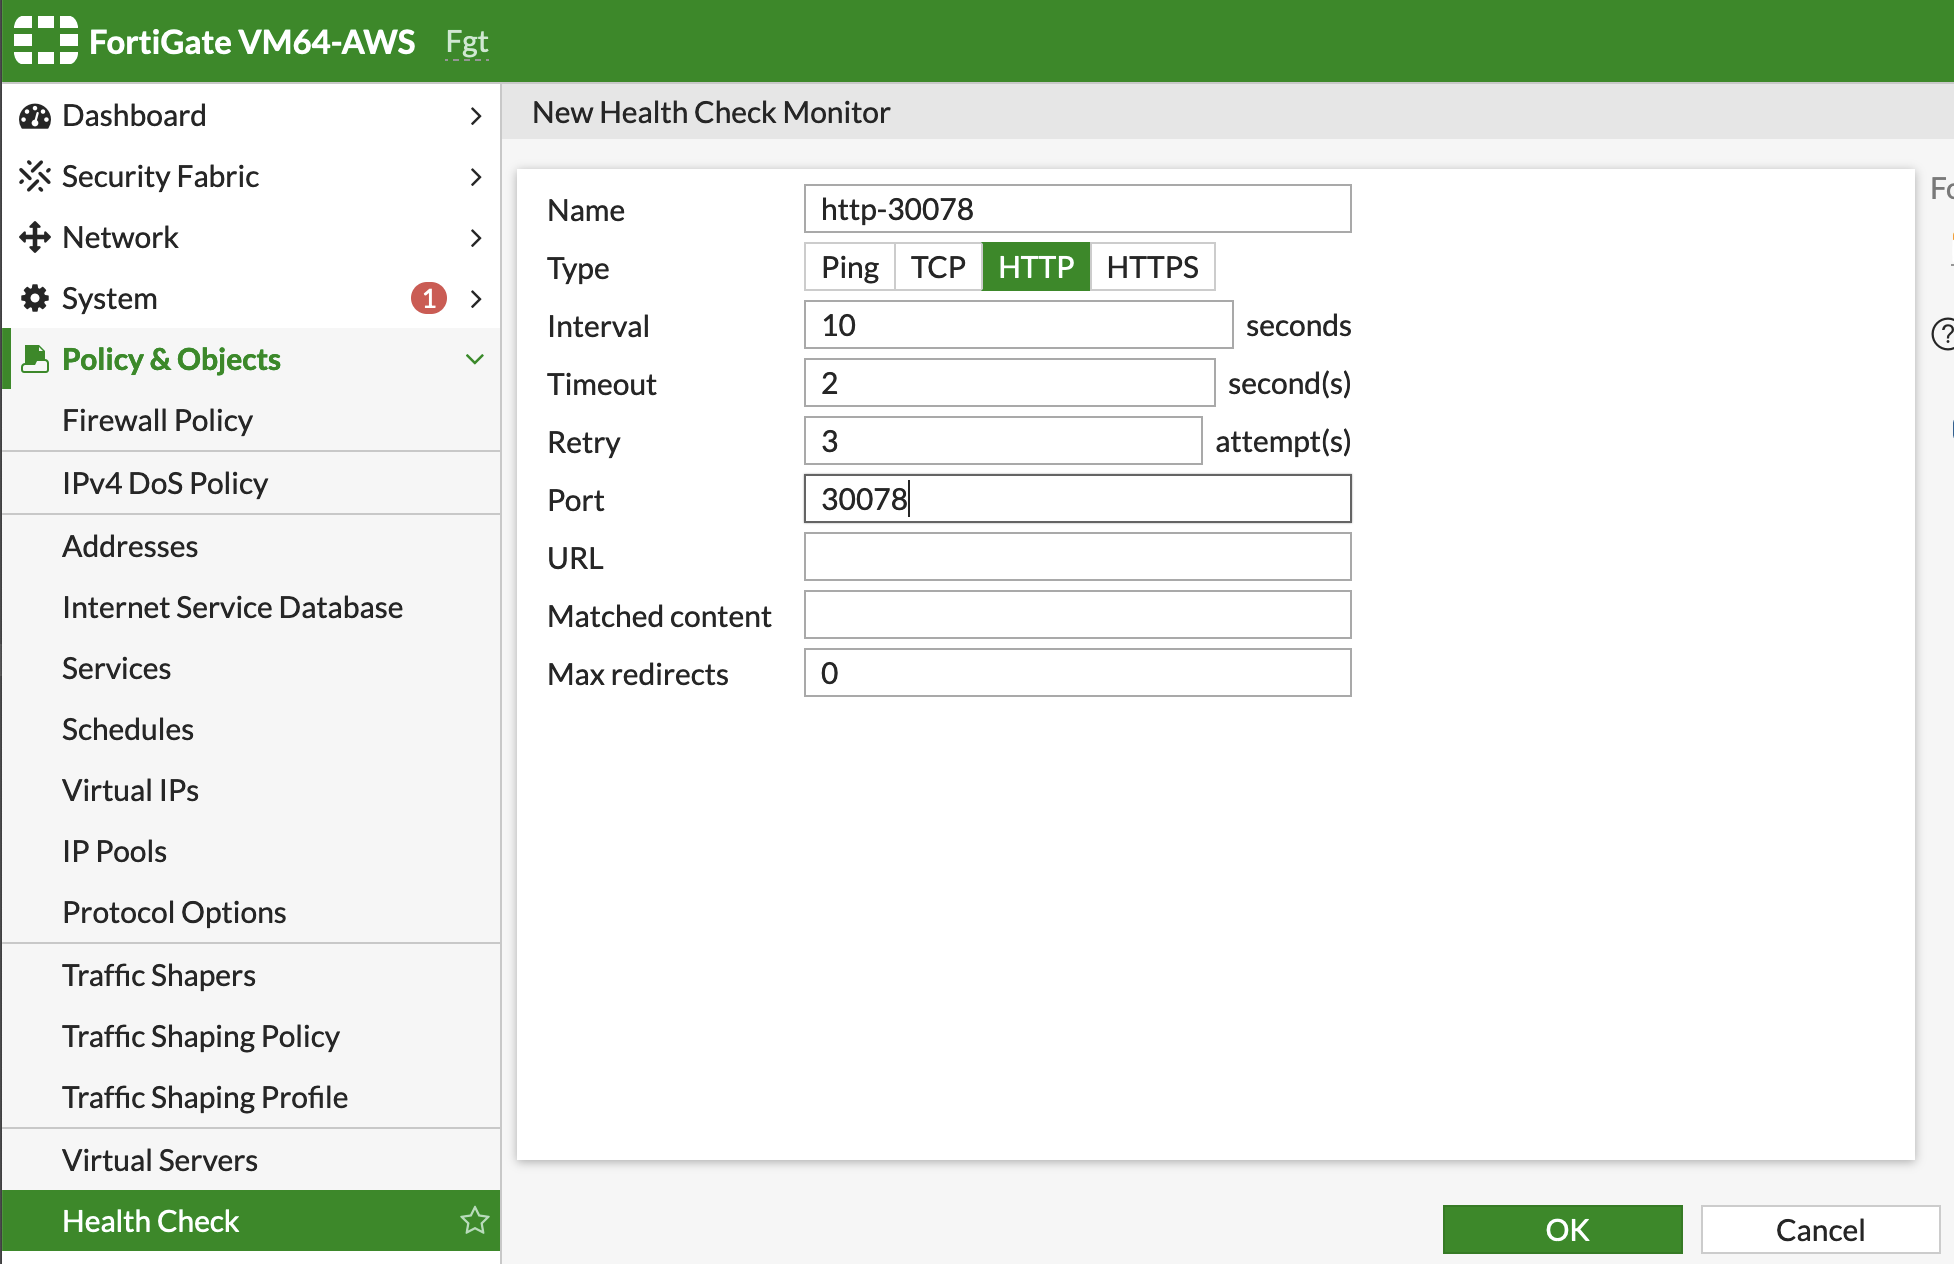 FortiGate VM64-AWS Fgt
Dashboard
Security Fabric
Network
System 1
Policy & Objects
Firewall Policy
IPv4 DoS Policy
Addresses
Internet Service Database
Services
Schedules
Virtual IPs
IP Pools
Protocol Options
Traffic Shapers
Traffic Shaping Policy
Traffic Shaping Profile
Virtual Servers
Health Check
New Health Check Monitor
Name http-30078
Type Ping TCP HTTP HTTPS
Interval 10 seconds
Timeout 2 second(s)
Retry 3 attempt(s)
Port 30078
URL
Matched content
Max redirects 0
OK Cancel